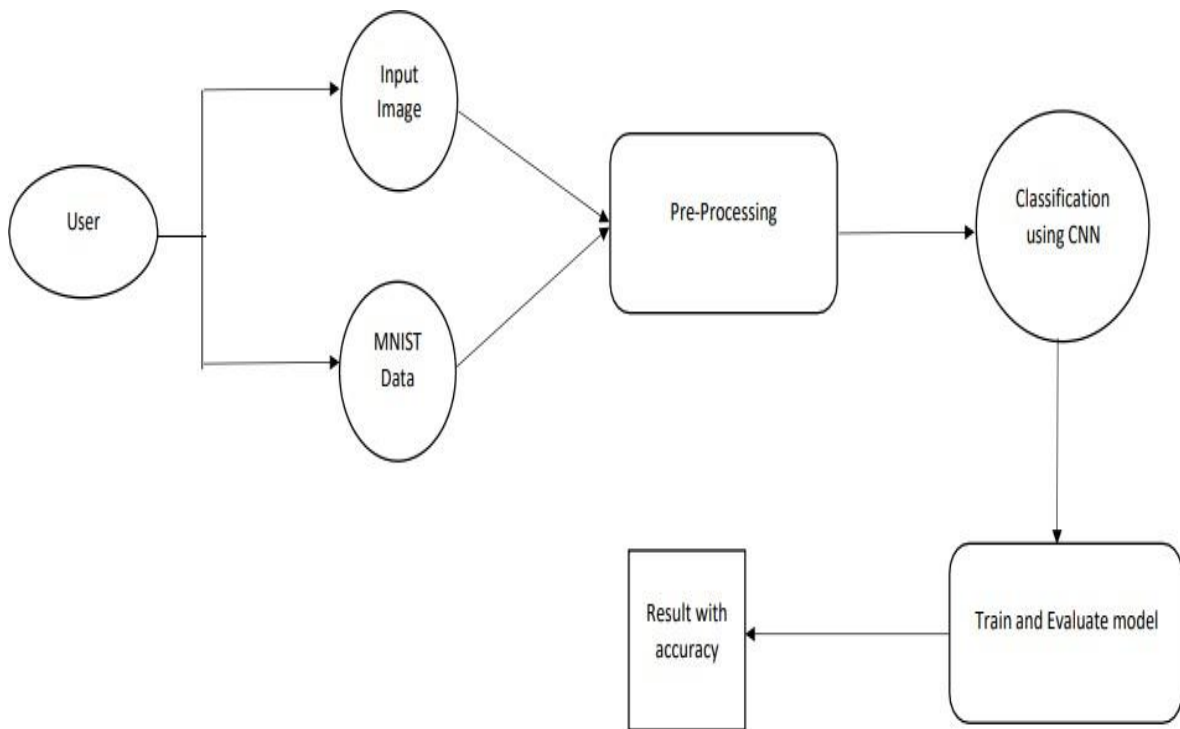 User
Input
Image
MNIST
Data
Pre-Processing
Classification
using CNN
Train and Evaluate model
Result with
accuracy